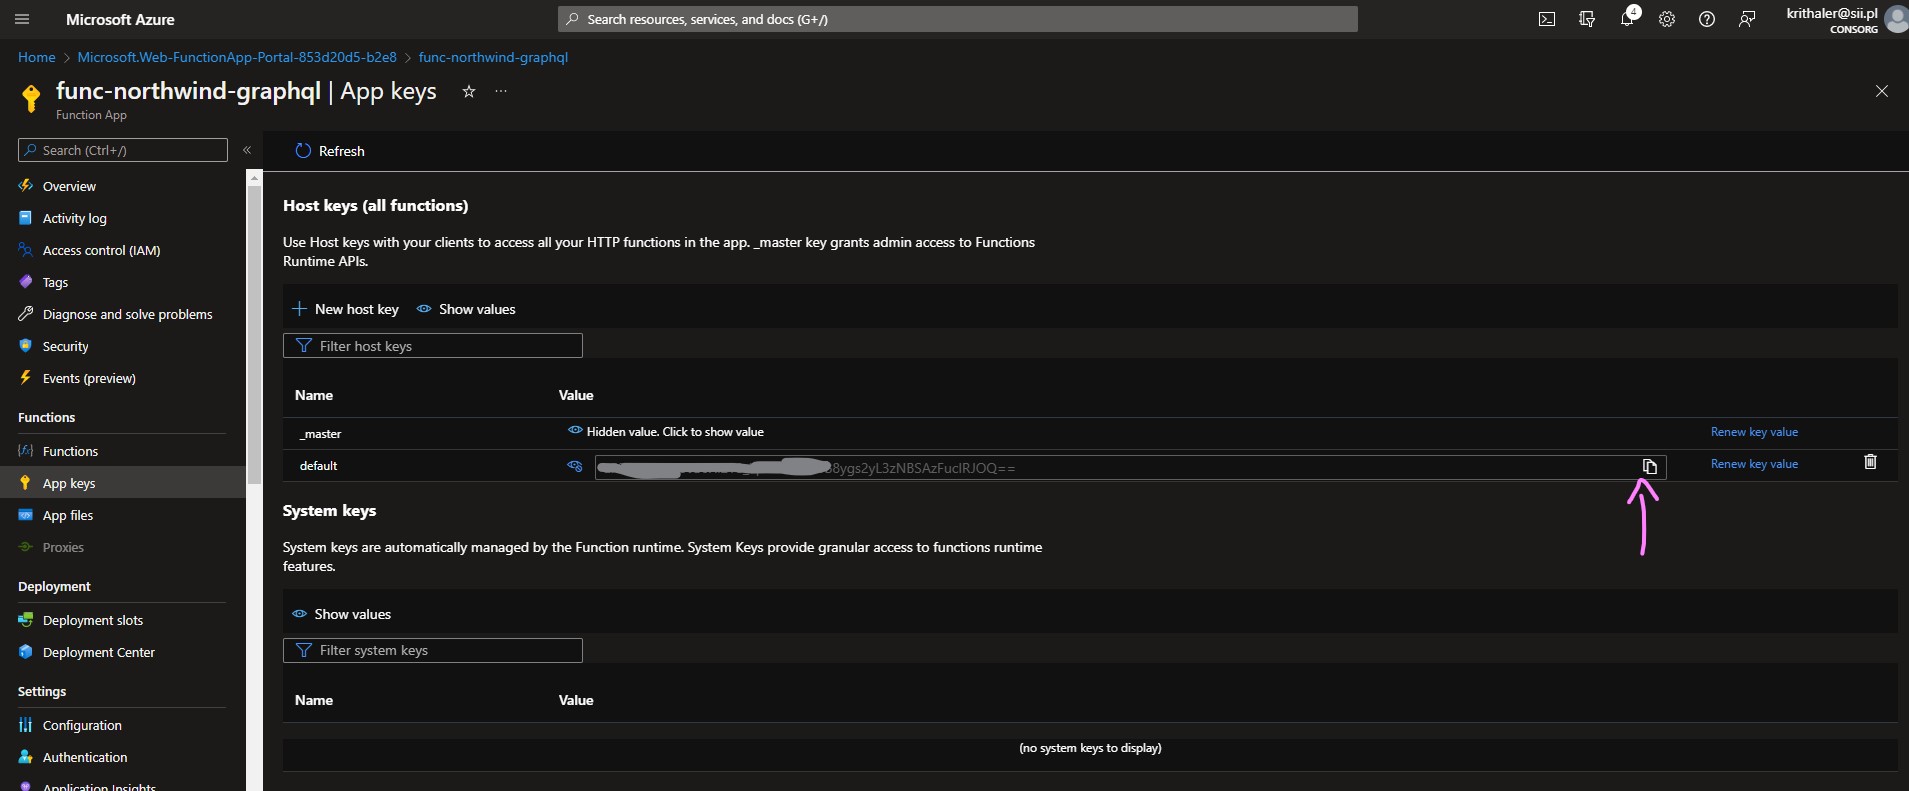 Microsoft Azure
Search resources, services, and docs (G+/)
4
krithaler@sii.pl
CONSORG
Home > Microsoft.Web-FunctionApp-Portal-853d20d5-b2e8 > func-northwind-graphql
func-northwind-graphql | App keys
Function App
Search (Ctrl+/)
Refresh
Overview
Activity log
Access control (IAM)
Tags
Diagnose and solve problems
Security
Events (preview)
Functions
Functions
App keys
App files
Proxies
Deployment
Deployment slots
Deployment Center
Settings
Configuration
Authentication
Application Insights
Host keys (all functions)
Use Host keys with your clients to access all your HTTP functions in the app. _master key grants admin access to Functions
Runtime APIs.
New host key Show values
Filter host keys
Name Value
_master Hidden value. Click to show value Renew key value
default Renew key value
System keys
System keys are automatically managed by the Function runtime. System Keys provide granular access to functions runtime
features.
Show values
Filter system keys
Name Value
(no system keys to display)